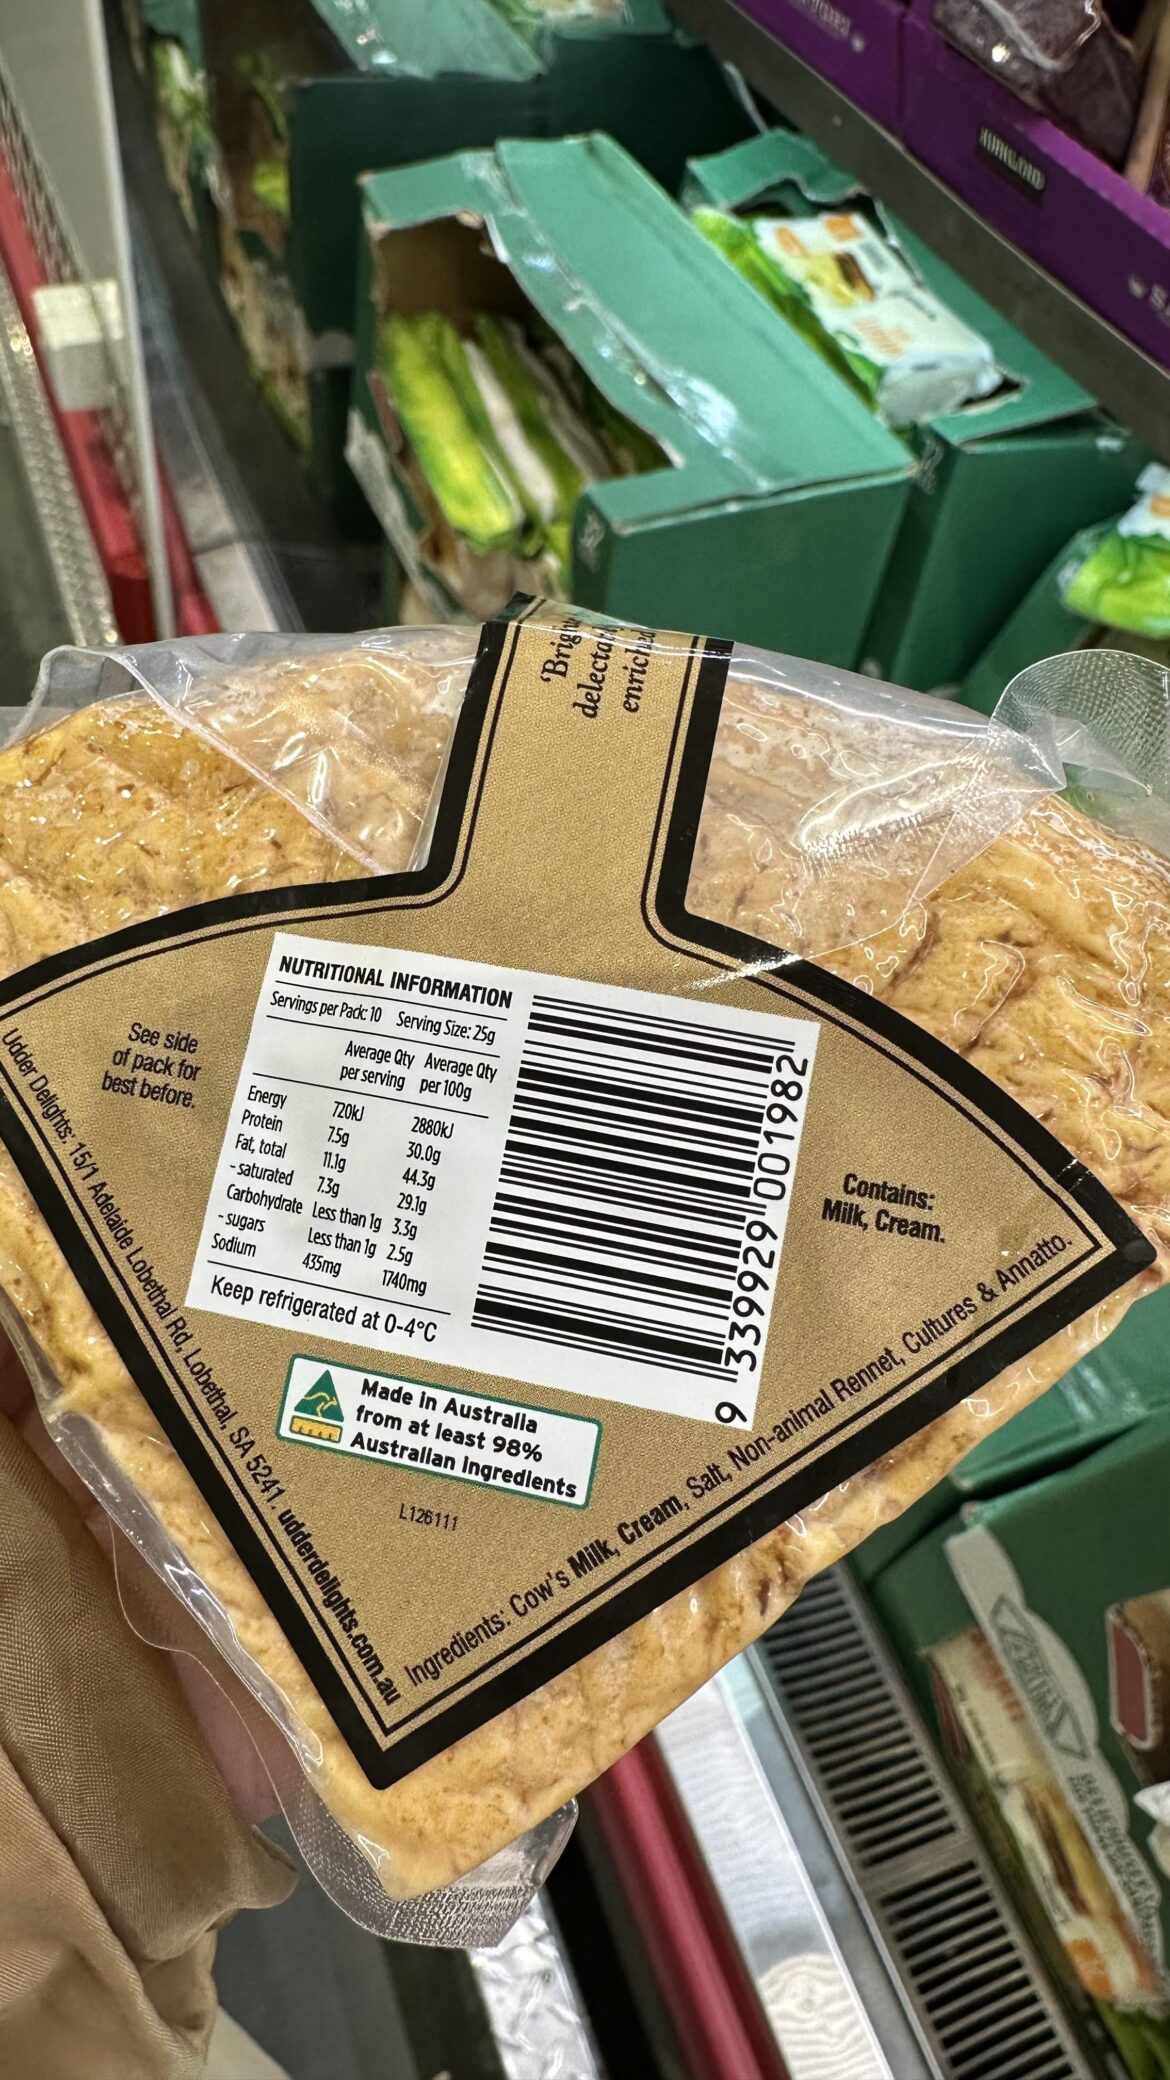 'Brig
delectab
enriched
See side
of pack for
best before.
NUTRITIONAL INFORMATION
Servings per Pack: 10 Serving Size: 25g
Average Qty per serving Average Qty per 100g
Energy 720kJ 2880kJ
Protein 7.5g 30.0g
Fat, total 11.1g 44.3g
- saturated 7.3g 29.1g
Carbohydrate Less than 1g 3.3g
- sugars Less than 1g 2.5g
Sodium 435mg 1740mg
Keep refrigerated at 0-4°C
9 339929 001982
Contains:
Milk, Cream.
Made in Australia
from at least 98%
Australian Ingredients
L126111
Udder Delights: 15/1 Adelaide Lobethal Rd, Lobethal, SA 5241. udderdelights.com.au
Ingredients: Cow's Milk, Cream, Salt, Non-animal Rennet, Cultures & Annatto.